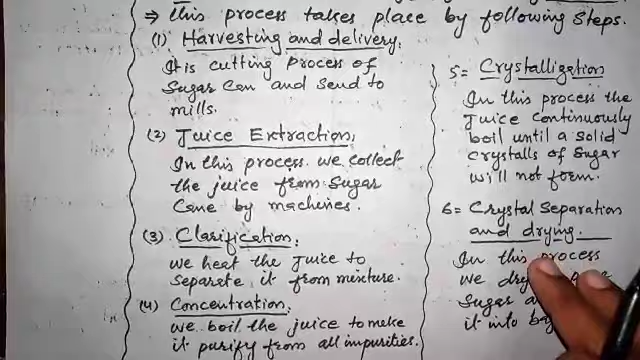 ⇒ this process takes place by following steps.
(1) Harvesting and delivery,
It is cutting process of
Sugar Can and send to
mills.
(2) Juice Extraction,
In this process we collect
the juice from sugar
Cane by machines.
(3) Clarification,
we heat the juice to
separate it from mixture.
(4) Concentration,
we boil the juice to make
it purify from all impurities.
5= Crystallization
In this process the
Juice continuously
boil until a solid
crystalls of sugar
will not form.
6= Crystal Separation
and drying.
In this process
we dry
Sugar
it into